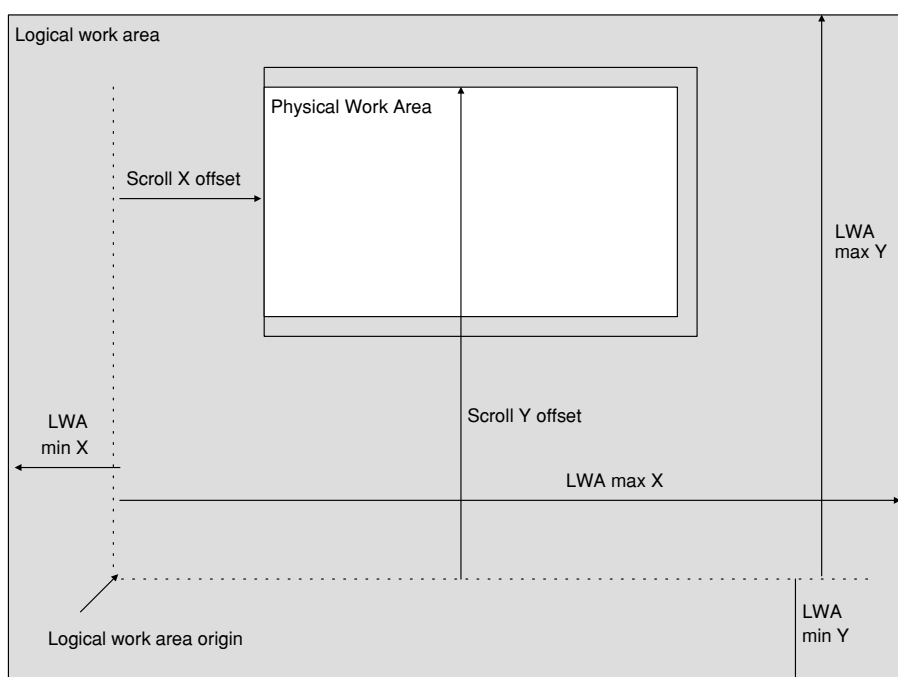 Logical work area
Physical Work Area
Scroll X offset
LWA
max Y
Scroll Y offset
LWA
min X
LWA max X
Logical work area origin
LWA
min Y